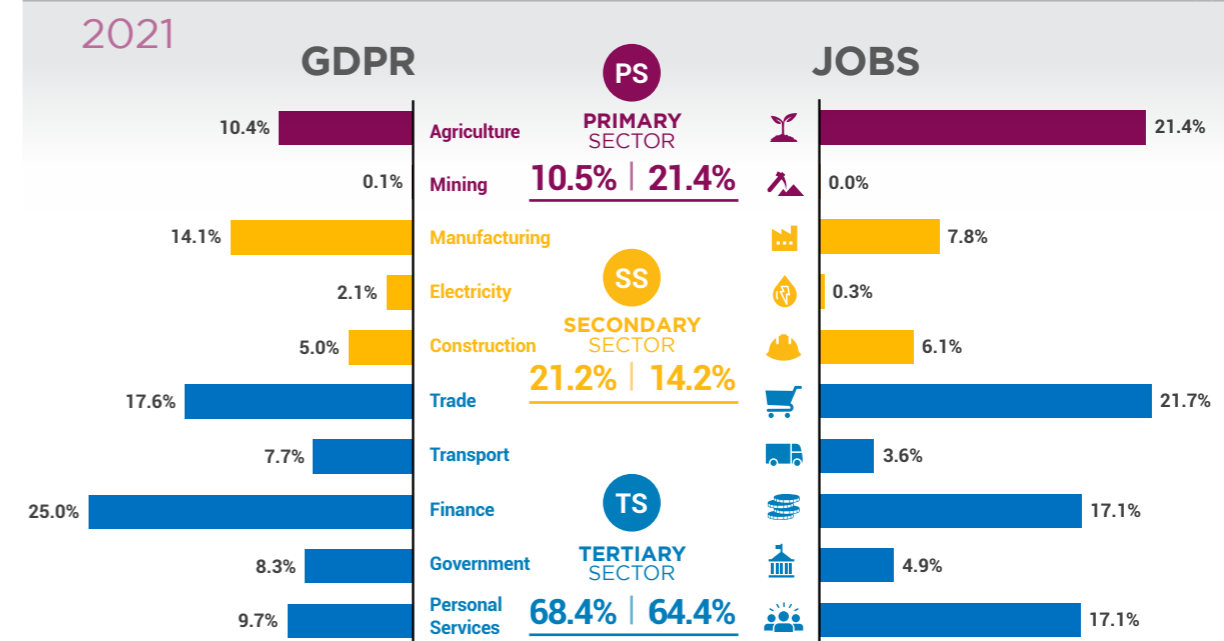 2021
GDPR
JOBS
PS
PRIMARY
SECTOR
10.5% | 21.4%
10.4%
Agriculture
21.4%
0.1%
Mining
0.0%
14.1%
Manufacturing
7.8%
SS
2.1%
Electricity
0.3%
SECONDARY
SECTOR
21.2% | 14.2%
5.0%
Construction
6.1%
17.6%
Trade
21.7%
7.7%
Transport
3.6%
TS
25.0%
Finance
17.1%
TERTIARY
SECTOR
68.4% | 64.4%
8.3%
Government
4.9%
9.7%
Personal
Services
17.1%